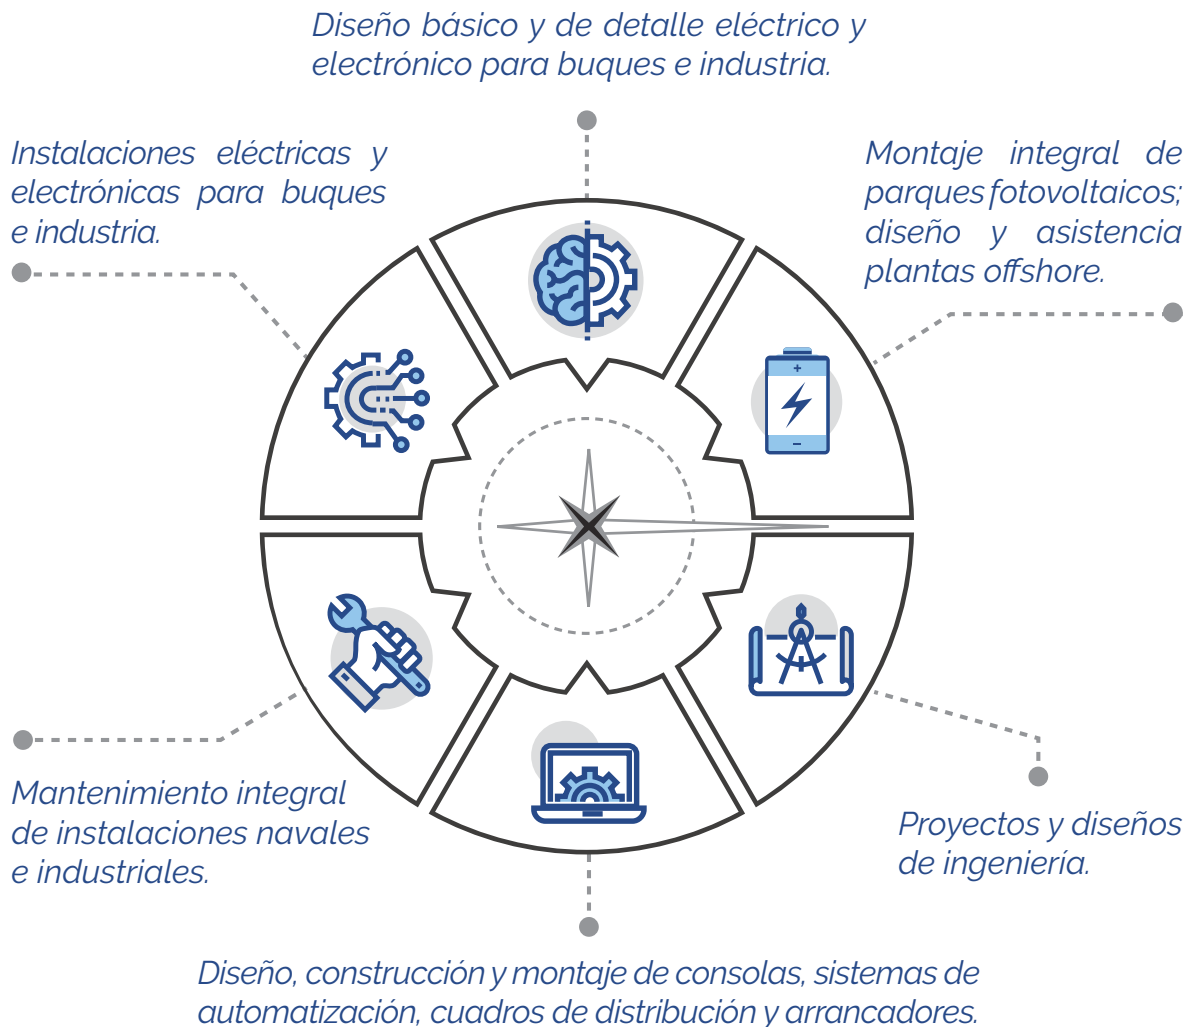 Diseño básico y de detalle eléctrico y
electrónico para buques e industria.
Instalaciones eléctricas y
electrónicas para buques
e industria.
Montaje integral de
parques fotovoltaicos;
diseño y asistencia
plantas offshore.
Mantenimiento integral
de instalaciones navales
e industriales.
Proyectos y diseños
de ingeniería.
Diseño, construcción y montaje de consolas, sistemas de
automatización, cuadros de distribución y arrancadores.